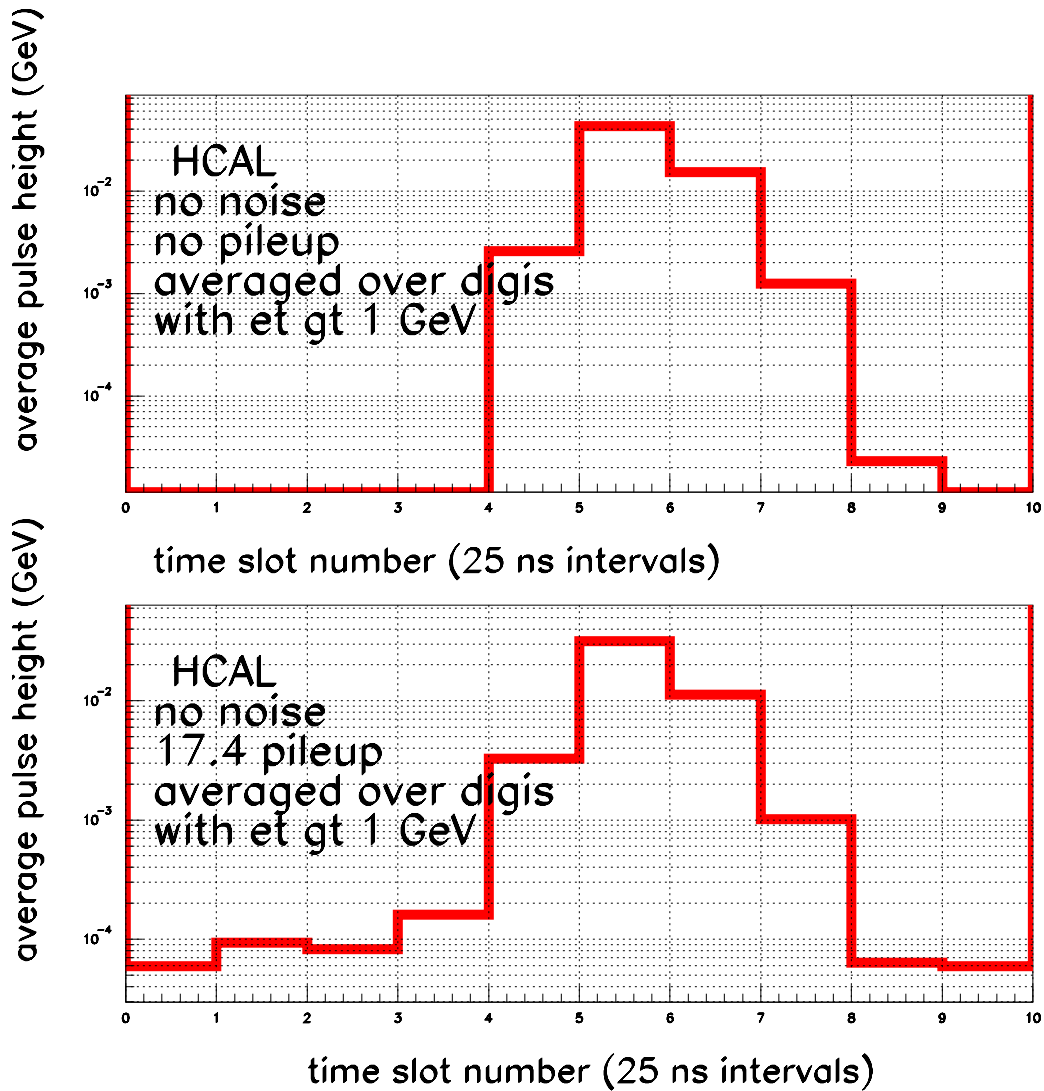 average pulse height (GeV)
HCAL
no noise
no pileup
averaged over digis
with et gt 1 GeV
10-2
10-3
10-4
0 1 2 3 4 5 6 7 8 9 10
time slot number (25 ns intervals)
average pulse height (GeV)
HCAL
no noise
17.4 pileup
averaged over digis
with et gt 1 GeV
10-2
10-3
10-4
0 1 2 3 4 5 6 7 8 9 10
time slot number (25 ns intervals)